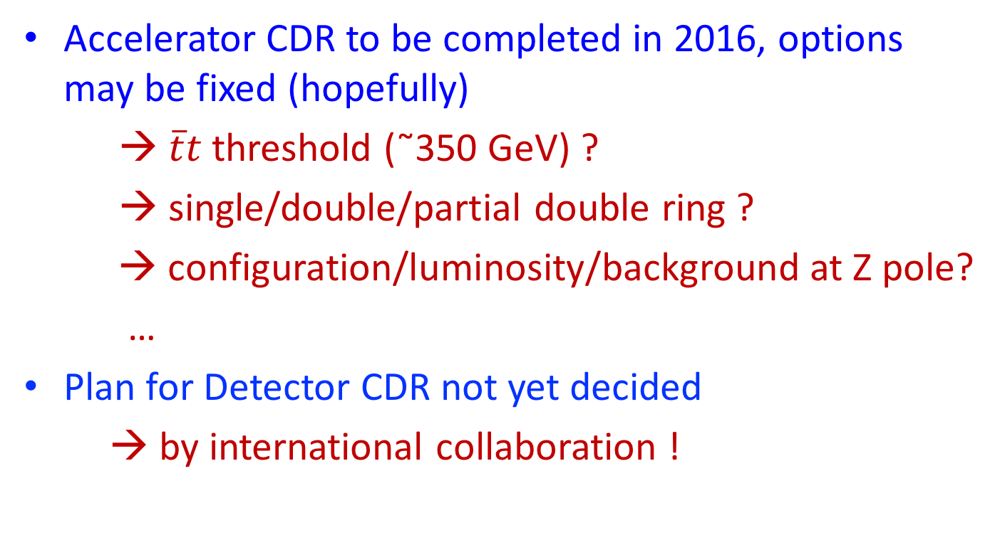 • Accelerator CDR to be completed in 2016, options
may be fixed (hopefully)
→ t̄t threshold (~350 GeV) ?
→ single/double/partial double ring ?
→ configuration/luminosity/background at Z pole?
...
• Plan for Detector CDR not yet decided
→ by international collaboration !